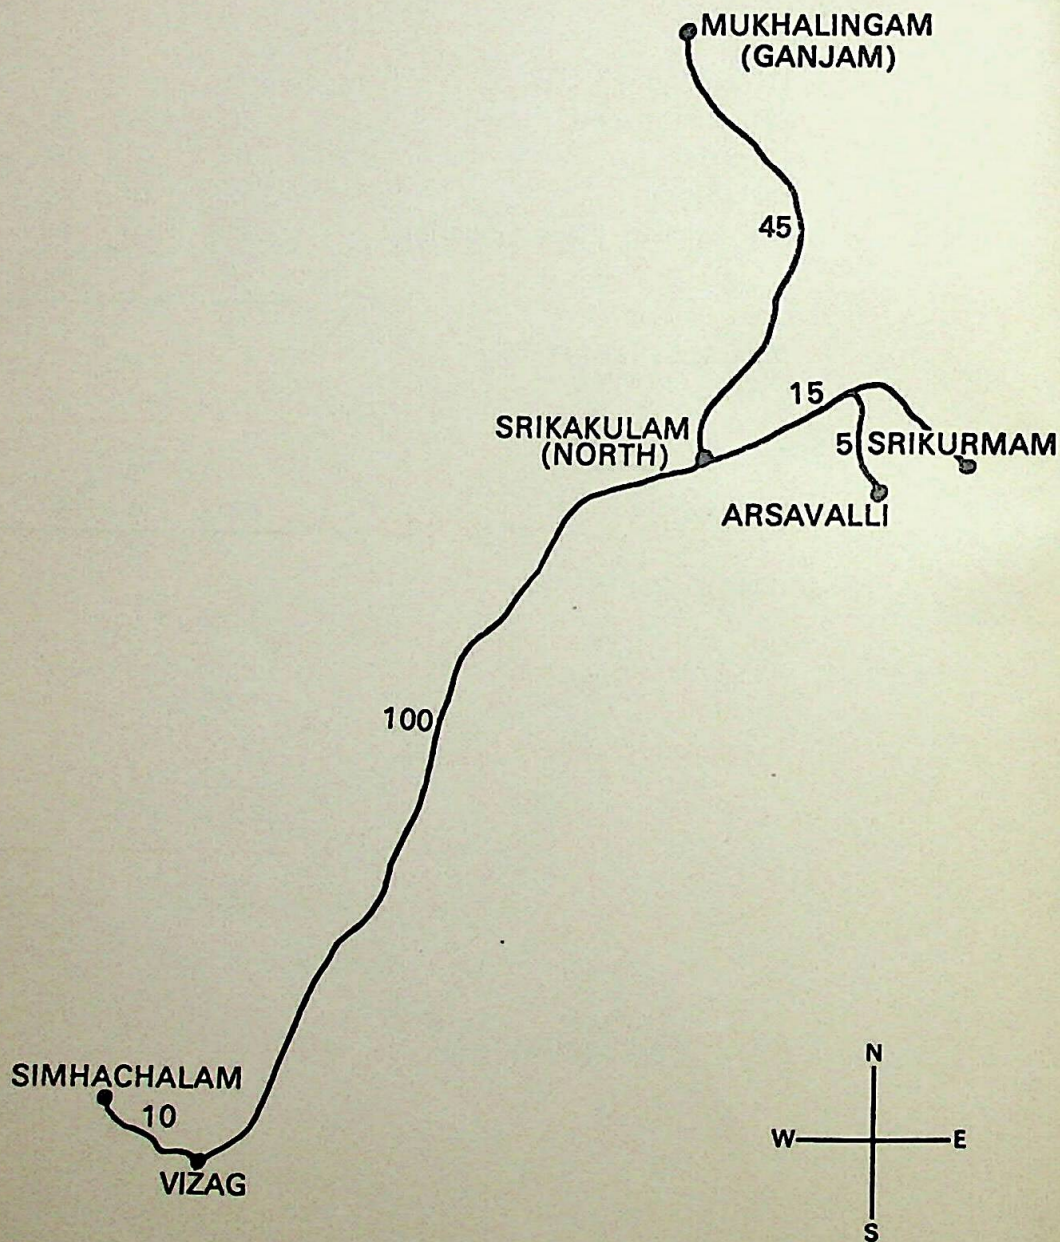 MUKHALINGAM
(GANJAM)
45
15
SRIKAKULAM
(NORTH)
5
SRIKURMAM
ARSAVALLI
100
SIMHACHALAM
10
VIZAG
N
W
E
S